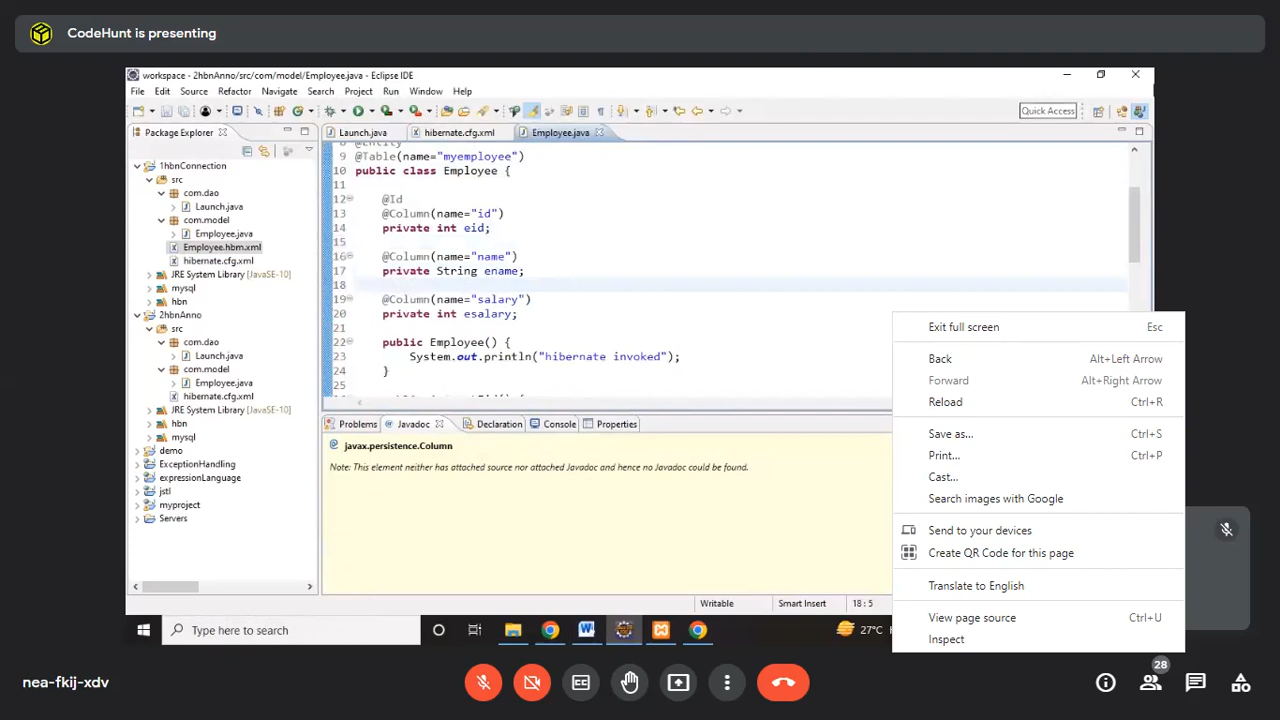 CodeHunt is presenting
workspace - 2hbnAnno/src/com/model/Employee.java - Eclipse IDE
File Edit Source Refactor Navigate Search Project Run Window Help
Quick Access
Package Explorer
1hbnConnection
src
com.dao
Launch.java
com.model
Employee.java
Employee.hbm.xml
hibernate.cfg.xml
JRE System Library [JavaSE-10]
mysql
hbn
2hbnAnno
src
com.dao
Launch.java
com.model
Employee.java
hibernate.cfg.xml
JRE System Library [JavaSE-10]
hbn
mysql
demo
ExceptionHandling
expressionLanguage
jstl
myproject
Servers
Launch.java hibernate.cfg.xml Employee.java
8 @Entity
9 @Table(name="myemployee")
10 public class Employee {
11
12 @Id
13 @Column(name="id")
14 private int eid;
15
16 @Column(name="name")
17 private String ename;
18
19 @Column(name="salary")
20 private int esalary;
21
22 public Employee() {
23 System.out.println("hibernate invoked");
24 }
25
Problems Javadoc Declaration Console Properties
javax.persistence.Column
Note: This element neither has attached source nor attached Javadoc and hence no Javadoc could be found.
Writable Smart Insert 18 : 5
Exit full screen Esc
Back Alt+Left Arrow
Forward Alt+Right Arrow
Reload Ctrl+R
Save as... Ctrl+S
Print... Ctrl+P
Cast...
Search images with Google
Send to your devices
Create QR Code for this page
Translate to English
View page source Ctrl+U
Inspect
Type here to search
27°C
nea-fkij-xdv
28